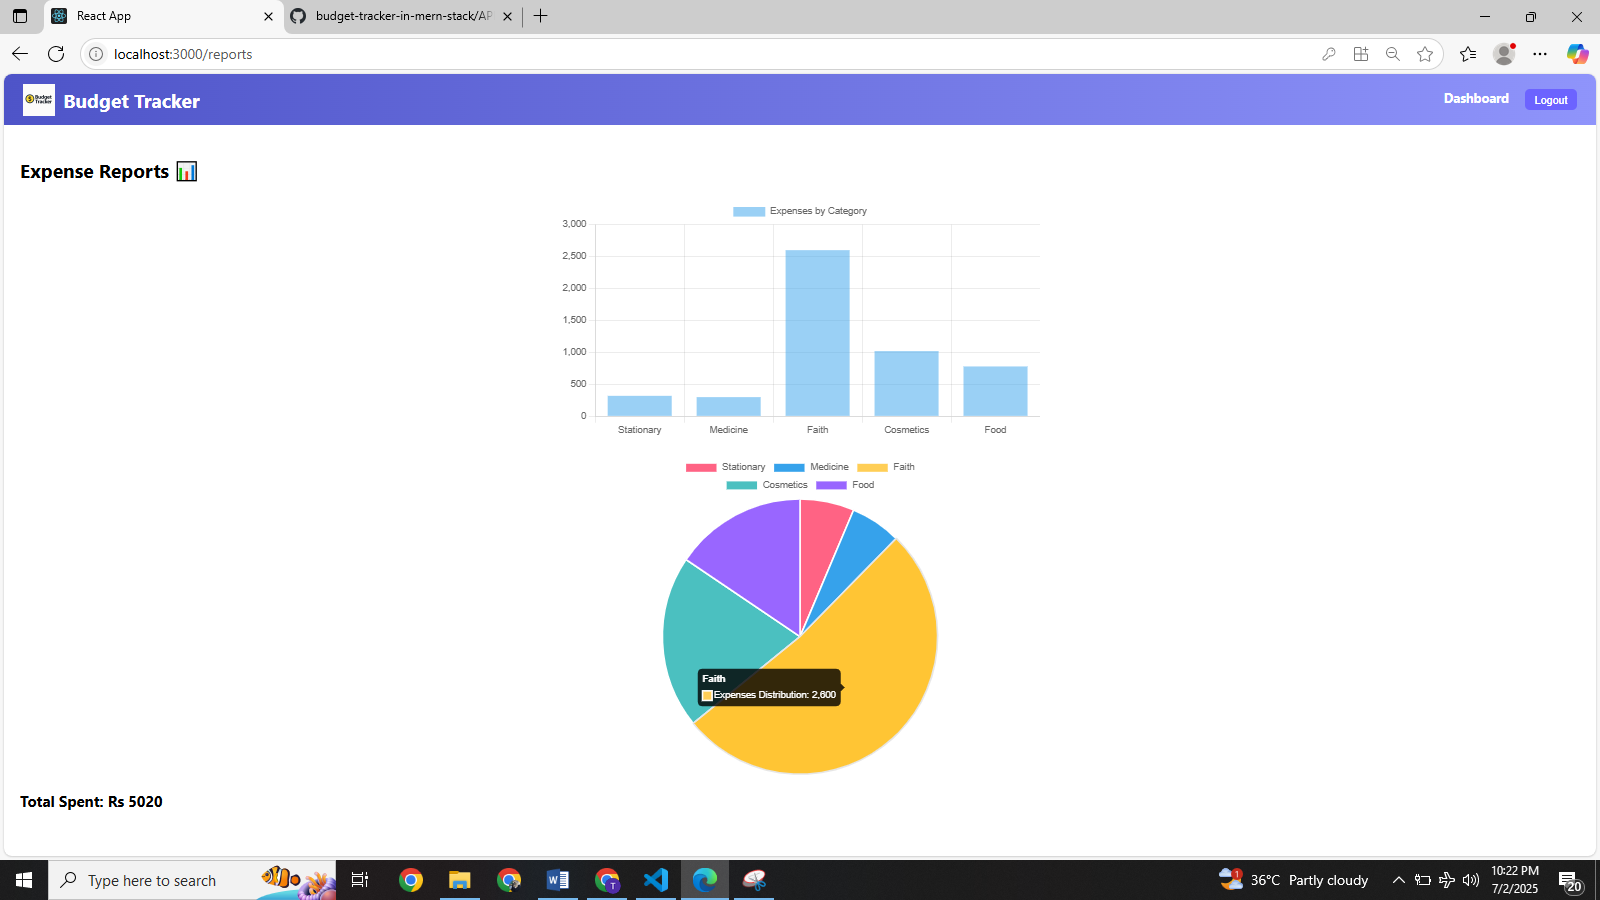 React App
budget-tracker-in-mern-stack/AP
localhost:3000/reports
Budget Tracker
Budget Tracker
Dashboard
Logout
Expense Reports
Expenses by Category
3,000
2,500
2,000
1,500
1,000
500
0
Stationary Medicine Faith Cosmetics Food
Stationary Medicine Faith
Cosmetics Food
Faith
Expenses Distribution: 2,600
Total Spent: Rs 5020
Type here to search
1
36°C Partly cloudy
10:22 PM
7/2/2025
20